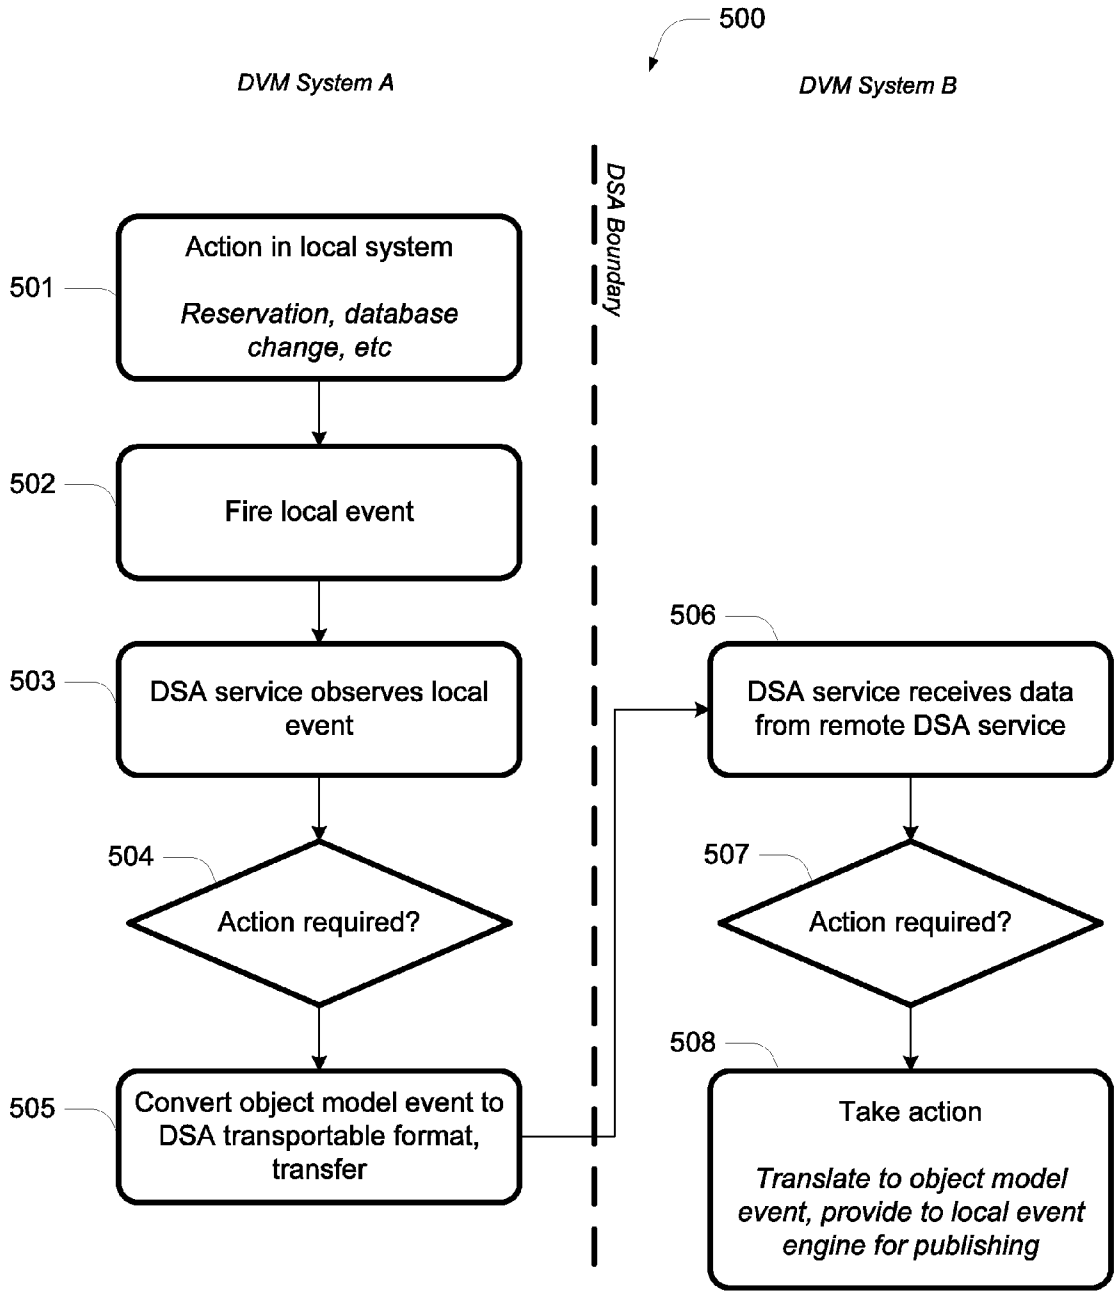 500
DVM System A
DVM System B
DSA Boundary
501
Action in local system
Reservation, database
change, etc
502
Fire local event
503
DSA service observes local
event
504
Action required?
505
Convert object model event to
DSA transportable format,
transfer
506
DSA service receives data
from remote DSA service
507
Action required?
508
Take action
Translate to object model
event, provide to local event
engine for publishing